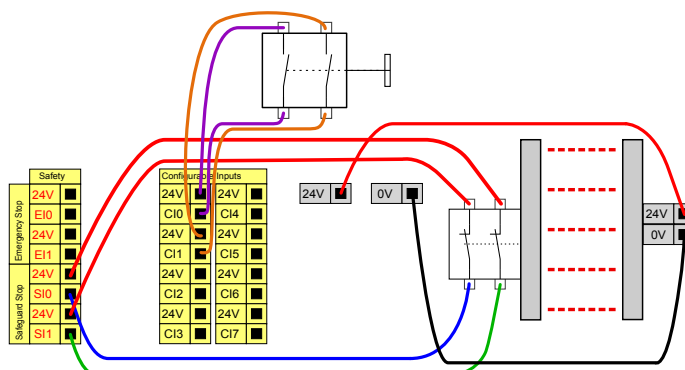 Safety
Emergency Stop
24V
EI0
24V
EI1
Safeguard Stop
24V
SI0
24V
SI1
Configurable Inputs
24V 24V
CI0 CI4
24V 24V
CI1 CI5
24V 24V
CI2 CI6
24V 24V
CI3 CI7
24V 0V
24V
0V